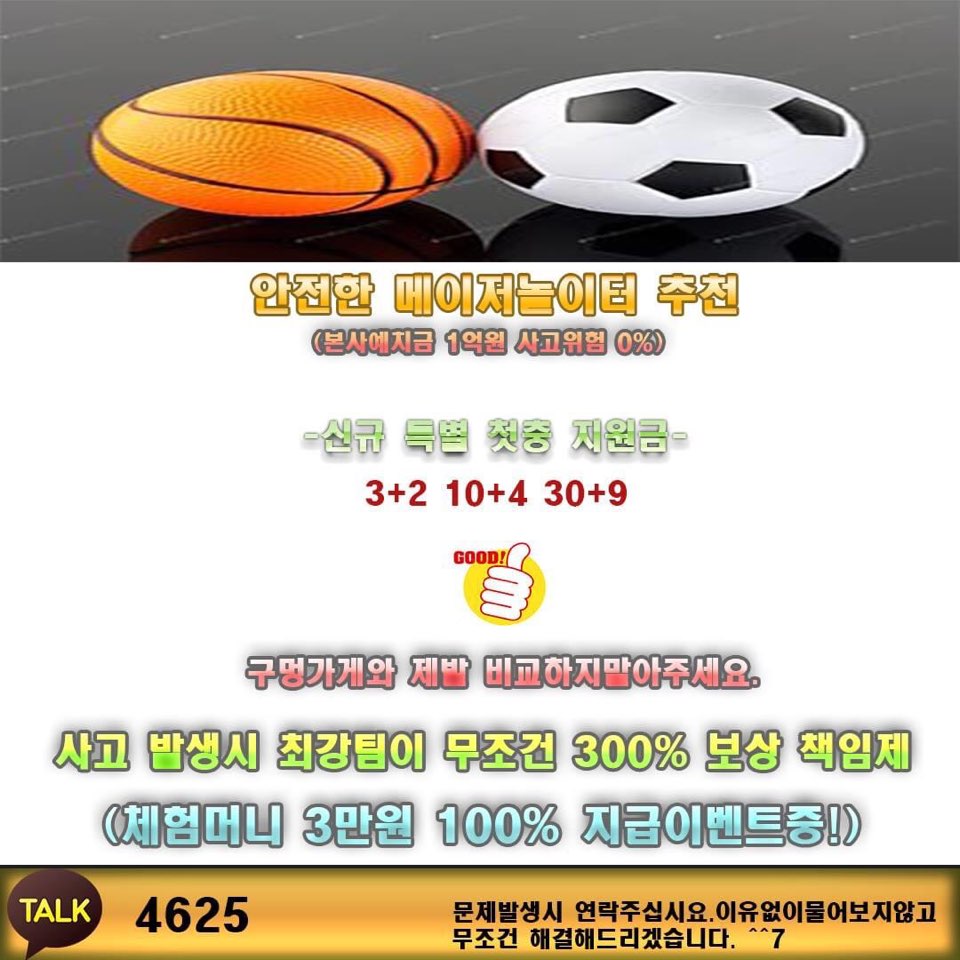 안전한 메이저놀이터 추천
(본사예치금 1억원 사고위험 0%)
-신규 특별 첫충 지원금-
3+2 10+4 30+9
GOOD!
구멍가게와 제발 비교하지말아주세요.
사고 발생시 최강팀이 무조건 300% 보상 책임제
(체험머니 3만원 100% 지급이벤트중!)
TALK 4625
문제발생시 연락주십시요.이유없이물어보지않고
무조건 해결해드리겠습니다. ^^7